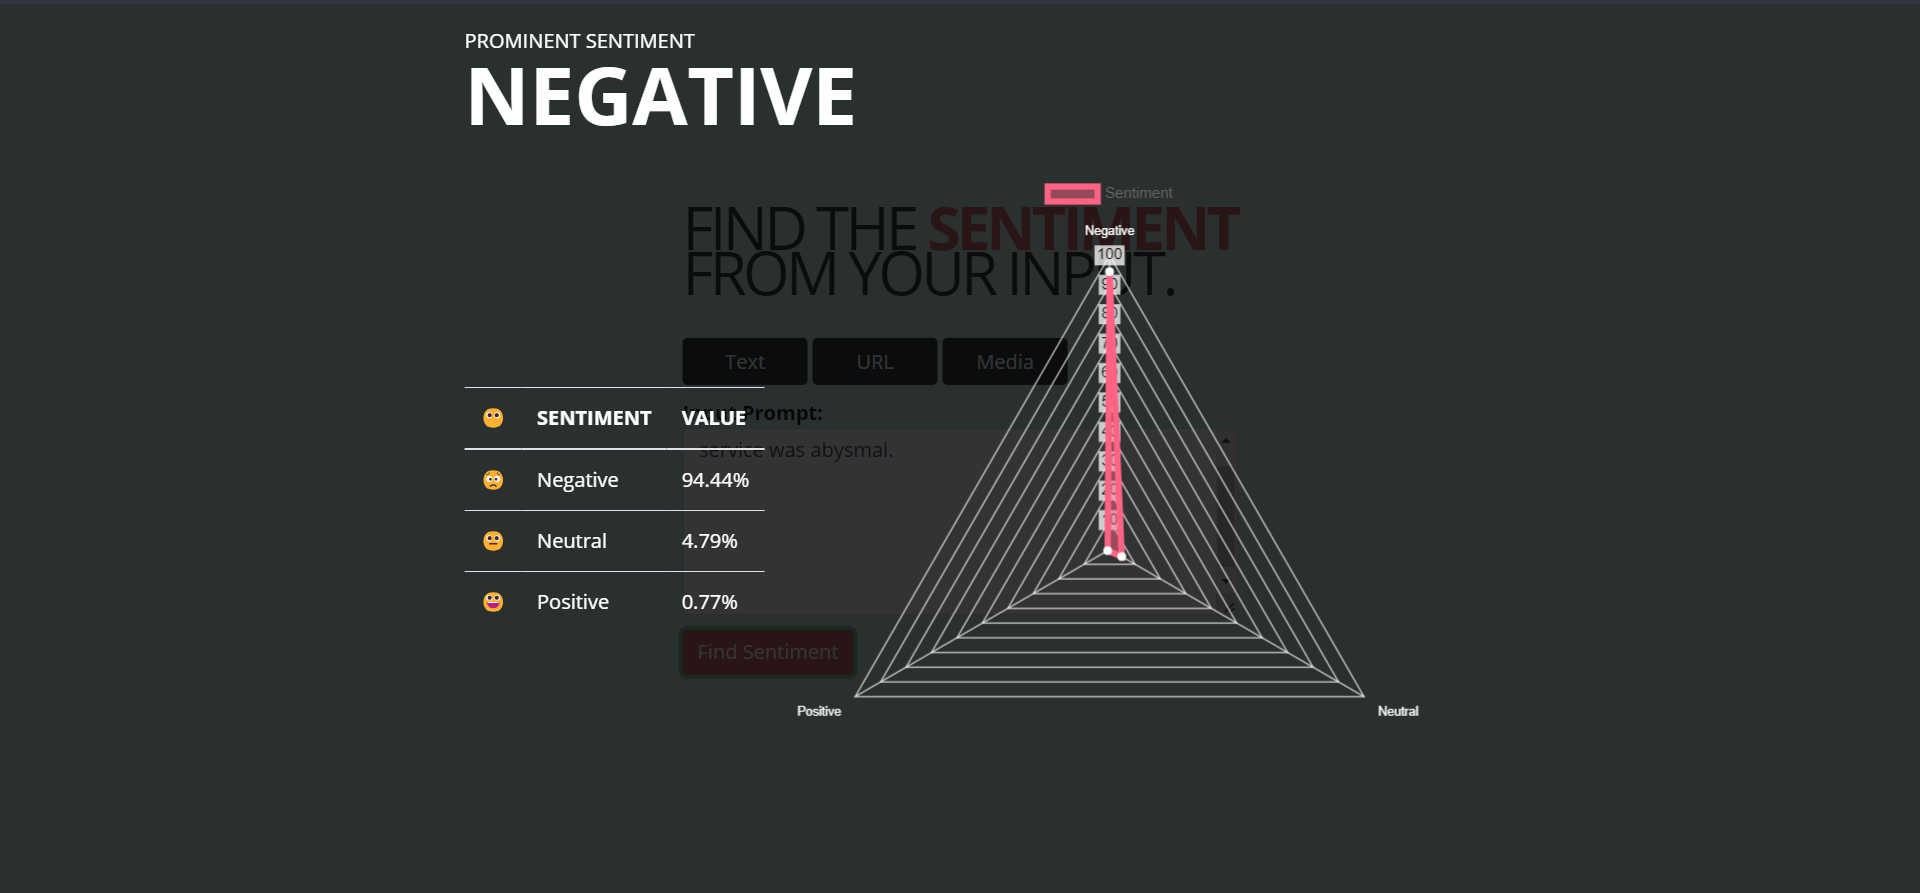 PROMINENT SENTIMENT
NEGATIVE
Sentiment
FIND THE SENTIMENT
FROM YOUR INPUT.
Negative
100
90
80
70
60
50
40
30
20
10
Positive
Neutral
Text URL Media
Input Prompt:
service was abysmal.
Find Sentiment
SENTIMENT VALUE
Negative 94.44%
Neutral 4.79%
Positive 0.77%